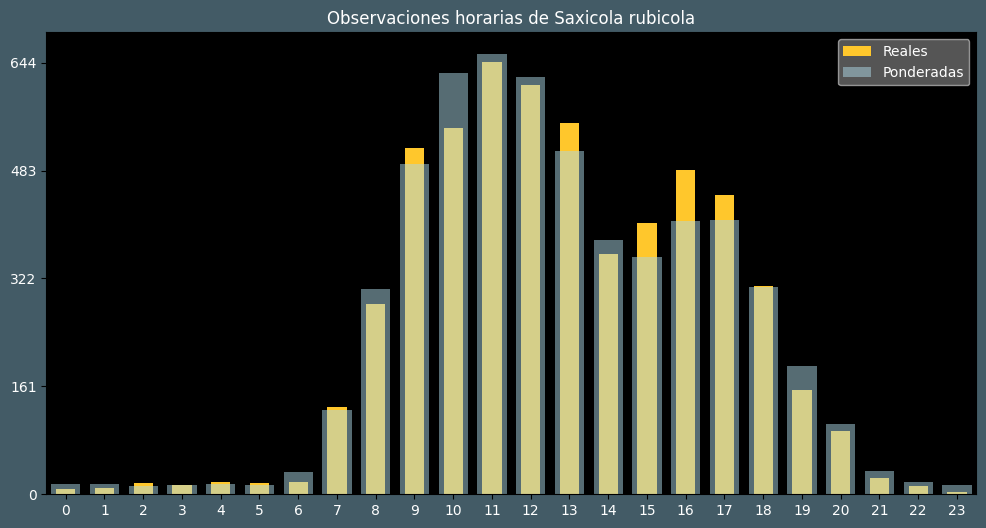 Observaciones horarias de Saxicola rubicola
Reales
Ponderadas
644
483
322
161
0
0 1 2 3 4 5 6 7 8 9 10 11 12 13 14 15 16 17 18 19 20 21 22 23